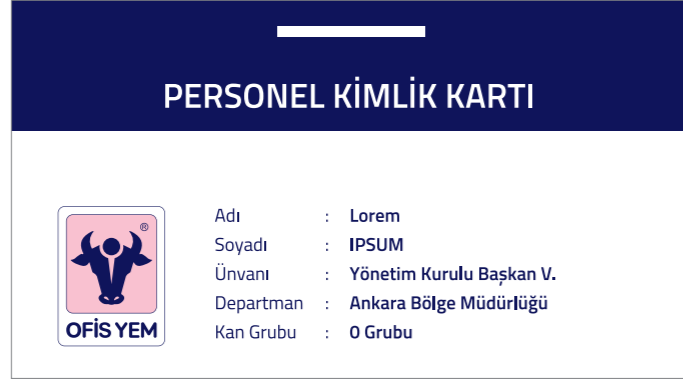 PERSONEL KİMLİK KARTI
Adı : Lorem
Soyadı : IPSUM
Ünvanı : Yönetim Kurulu Başkan V.
Departman : Ankara Bölge Müdürlüğü
Kan Grubu : 0 Grubu
®
OFİS YEM